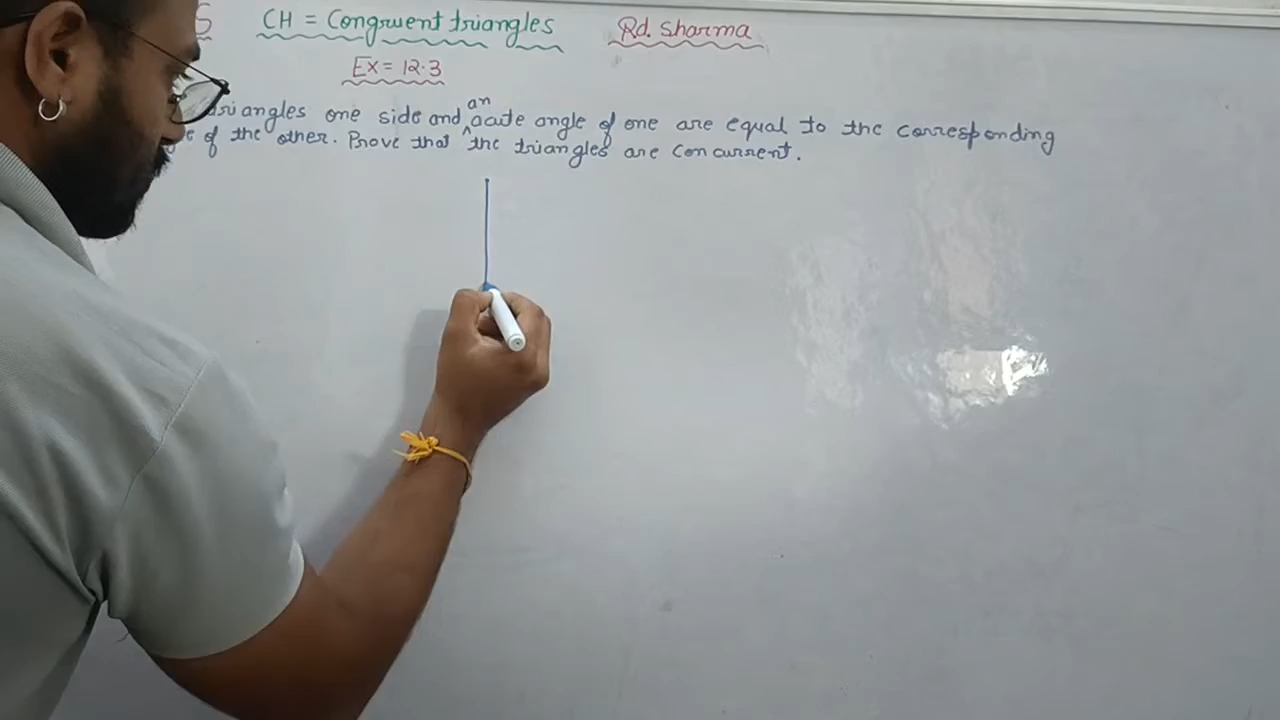 CH = Congruent triangles Rd. Sharma
Ex = 12.3
triangles one side and an acute angle of one are equal to the corresponding
of the other. Prove that the triangles are Concurrent.